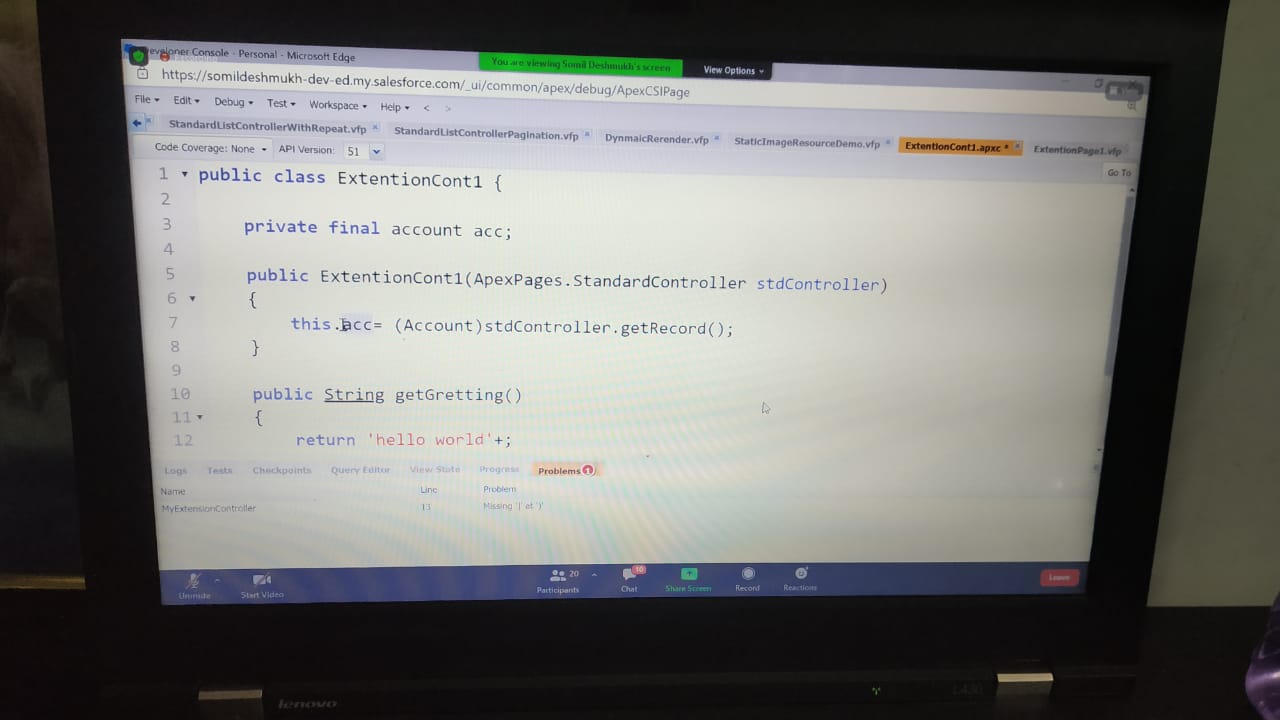 Developer Console - Personal - Microsoft Edge
You are viewing Somil Deshmukh's screen
View Options
https://somildeshmukh-dev-ed.my.salesforce.com/_ui/common/apex/debug/ApexCSIPage
File Edit Debug Test Workspace Help < >
StandardListControllerWithRepeat.vfp StandardListControllerPagination.vfp DynmaicRerender.vfp StaticImageResourceDemo.vfp ExtentionCont1.apxc * ExtentionPage1.vfp
Code Coverage: None API Version: 51 Go To
1 public class ExtentionCont1 {
2
3 private final account acc;
4
5 public ExtentionCont1(ApexPages.StandardController stdController)
6 {
7 this.acc= (Account)stdController.getRecord();
8 }
9
10 public String getGretting()
11 {
12 return 'hello world'+;
Logs Tests Checkpoints Query Editor View State Progress Problems 1
Name Line Problem
MyExtensionController 13 Missing
Unmute Start Video Participants 20 Chat 10 Share Screen Record Reactions Leave
lenovo
L430